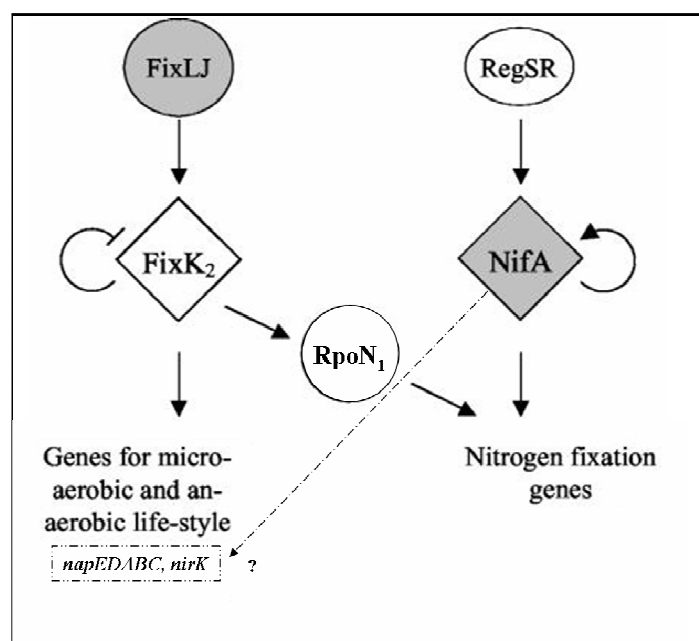 FixLJ
RegSR
FixK₂
NifA
RpoN₁
Genes for micro-
aerobic and an-
aerobic life-style
Nitrogen fixation
genes
napEDABC, nirK
?